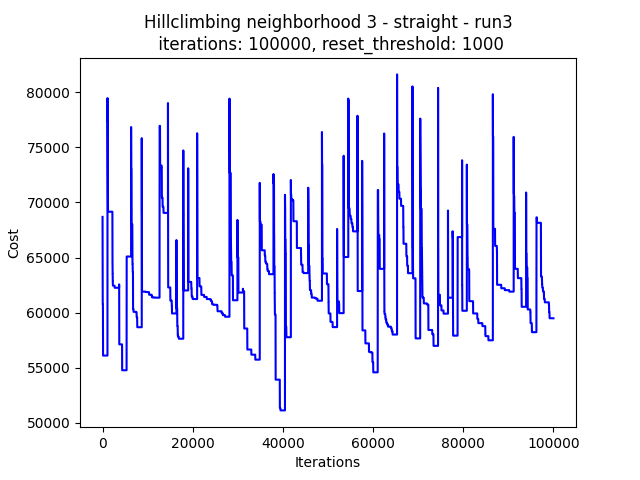 Hillclimbing neighborhood 3 - straight - run3
iterations: 100000, reset_threshold: 1000
80000
75000
70000
65000
60000
55000
50000
Cost
0 20000 40000 60000 80000 100000
Iterations